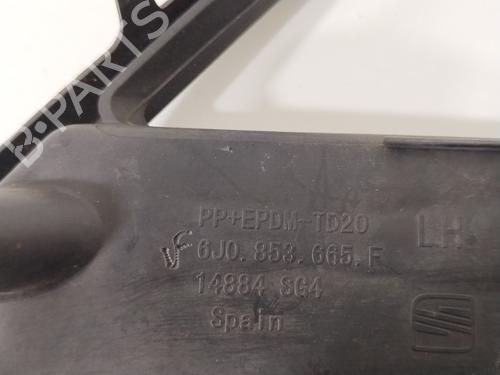 B-PARTS
PP+EPDM-TD20
LH
6J0.853.665.F
14884 SG4
Spain